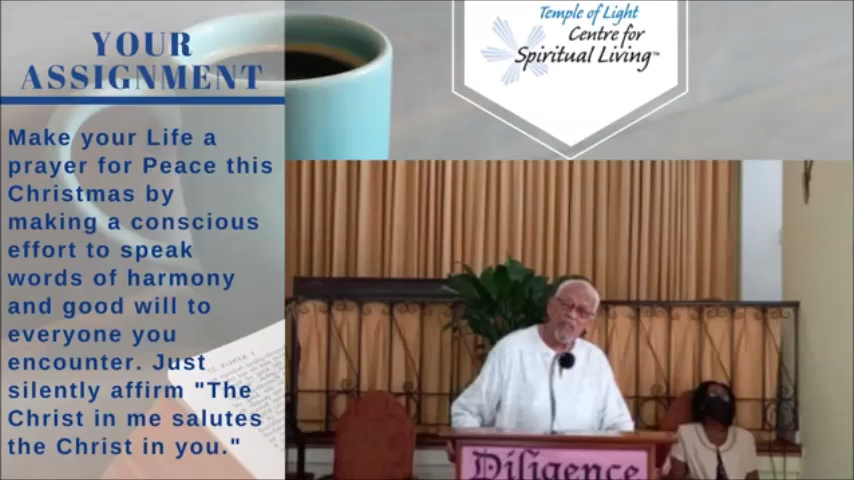 YOUR
ASSIGNMENT
Make your Life a
prayer for Peace this
Christmas by
making a conscious
effort to speak
words of harmony
and good will to
everyone you
encounter. Just
silently affirm "The
Christ in me salutes
the Christ in you."
Temple of Light
Centre for
Spiritual Living™
Diligence